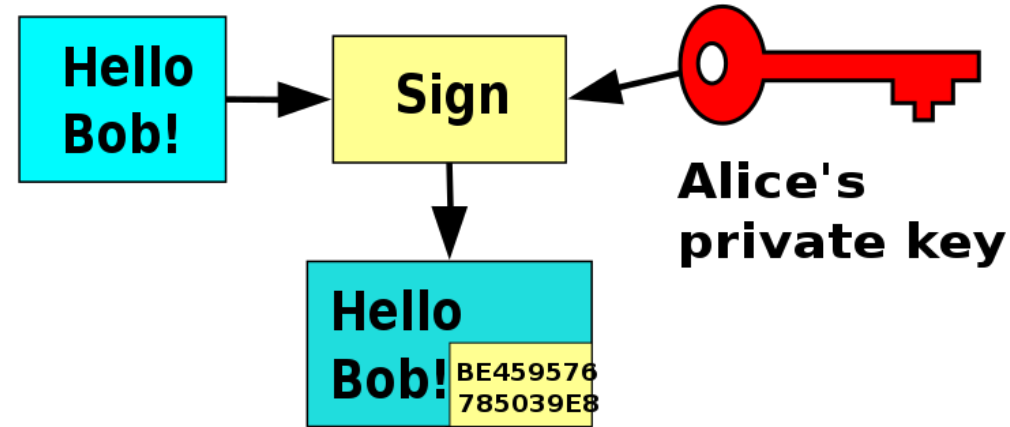 Hello
Bob!
Sign
Alice's
private key
Hello
Bob!
BE459576
785039E8